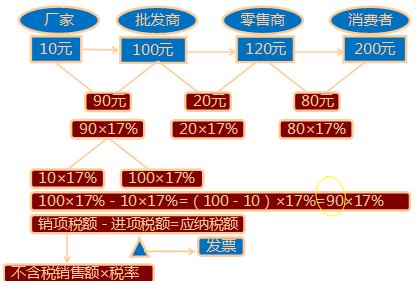 厂家 批发商 零售商 消费者
10元 100元 120元 200元
90元 20元 80元
90×17% 20×17% 80×17%
10×17% 100×17%
100×17% - 10×17%=（100 - 10）×17%=90×17%
销项税额 - 进项税额=应纳税额
发票
不含税销售额×税率